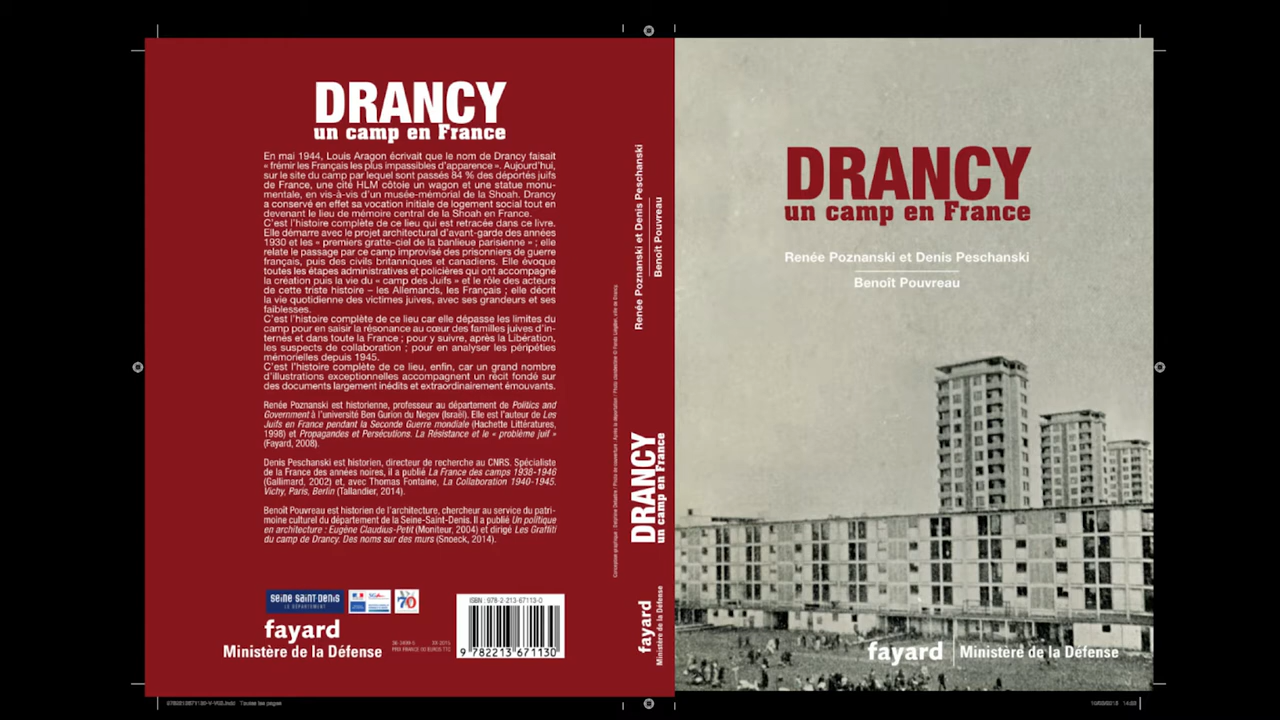 DRANCY
un camp en France
En mai 1944, Louis Aragon écrivait que le nom de Drancy faisait
« frémir les Français les plus impassibles d'apparence ». Aujourd'hui,
sur le site du camp par lequel sont passés 84 % des déportés juifs
de France, une cité HLM côtoie un wagon et une statue monu-
mentale, en vis-à-vis d'un musée-mémorial de la Shoah. Drancy
a conservé en effet sa vocation initiale de logement social tout en
devenant le lieu de mémoire central de la Shoah en France.
C'est l'histoire complète de ce lieu qui est retracée dans ce livre.
Elle démarre avec le projet architectural d'avant-garde des années
1930 et les « premiers gratte-ciel de la banlieue parisienne » ; elle
relate le passage par ce camp improvisé des prisonniers de guerre
français, puis des civils britanniques et canadiens. Elle évoque
toutes les étapes administratives et policières qui ont accompagné
la création puis la vie du « camp des Juifs » et le rôle des acteurs
de cette triste histoire – les Allemands, les Français ; elle décrit
la vie quotidienne des victimes juives, avec ses grandeurs et ses
faiblesses.
C'est l'histoire complète de ce lieu car elle dépasse les limites du
camp pour en saisir la résonance au cœur des familles juives d'in-
ternés et dans toute la France ; pour y suivre, après la Libération,
les suspects de collaboration ; pour en analyser les péripéties
mémorielles depuis 1945.
C'est l'histoire complète de ce lieu, enfin, car un grand nombre
d'illustrations exceptionnelles accompagnent un récit fondé sur
des documents largement inédits et extraordinairement émouvants.
Renée Poznanski est historienne, professeur au département de Politics and
Government à l'université Ben Gurion du Negev (Israël). Elle est l'auteur de Les
Juifs en France pendant la Seconde Guerre mondiale (Hachette Littératures,
1998) et Propagandes et Persécutions. La Résistance et le « problème juif »
(Fayard, 2008).
Denis Peschanski est historien, directeur de recherche au CNRS. Spécialiste
de la France des années noires, il a publié La France des camps 1938-1946
(Gallimard, 2002) et, avec Thomas Fontaine, La Collaboration 1940-1945.
Vichy, Paris, Berlin (Tallandier, 2014).
Benoît Pouvreau est historien de l'architecture, chercheur au service du patri-
moine culturel du département de la Seine-Saint-Denis. Il a publié Un politique
en architecture : Eugène Claudius-Petit (Moniteur, 2004) et dirigé Les Graffiti
du camp de Drancy. Des noms sur des murs (Snoeck, 2014).
seine saint-denis
LE DÉPARTEMENT
70
fayard
Ministère de la Défense
PRIX FRANCE 00 EUROS TTC
ISBN : 978-2-213-67113-0
9 782213 671130
Renée Poznanski et Denis Peschanski
Benoît Pouvreau
DRANCY
un camp en France
fayard
Ministère de la Défense
DRANCY
un camp en France
Renée Poznanski et Denis Peschanski
Benoît Pouvreau
fayard
Ministère de la Défense
Toutes les pages